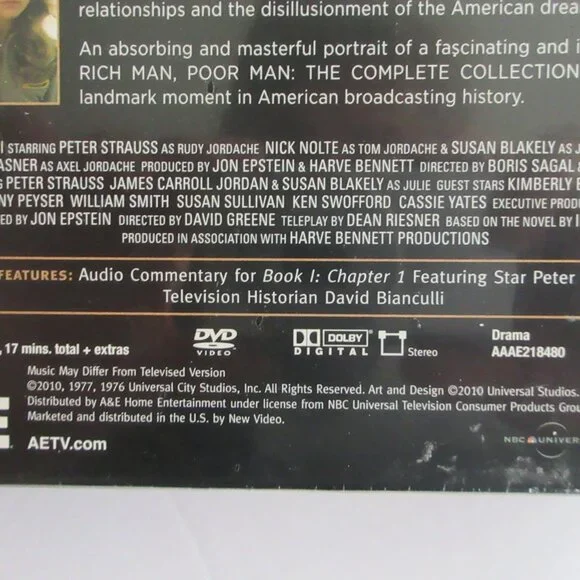 relationships and the disillusionment of the American drea
An absorbing and masterful portrait of a fascinating and i
RICH MAN, POOR MAN: THE COMPLETE COLLECTION
landmark moment in American broadcasting history.
I STARRING PETER STRAUSS AS RUDY JORDACHE NICK NOLTE AS TOM JORDACHE & SUSAN BLAKELY AS J
ASNER AS AXEL JORDACHE PRODUCED BY JON EPSTEIN & HARVE BENNETT DIRECTED BY BORIS SAGAL &
G PETER STRAUSS JAMES CARROLL JORDAN & SUSAN BLAKELY AS JULIE GUEST STARS KIMBERLY B
NY PEYSER WILLIAM SMITH SUSAN SULLIVAN KEN SWOFFORD CASSIE YATES EXECUTIVE PRODU
ED BY JON EPSTEIN DIRECTED BY DAVID GREENE TELEPLAY BY DEAN RIESNER BASED ON THE NOVEL BY I
PRODUCED IN ASSOCIATION WITH HARVE BENNETT PRODUCTIONS
FEATURES: Audio Commentary for Book I: Chapter 1 Featuring Star Peter
Television Historian David Bianculli
, 17 mins. total + extras
DVD VIDEO
DOLBY DIGITAL
Stereo
Drama
AAAE218480
Music May Differ From Televised Version
©2010, 1977, 1976 Universal City Studios, Inc. All Rights Reserved. Art and Design ©2010 Universal Studios.
Distributed by A&E Home Entertainment under license from NBC Universal Television Consumer Products Grou
Marketed and distributed in the U.S. by New Video.
AETV.com
NBC UNIVER